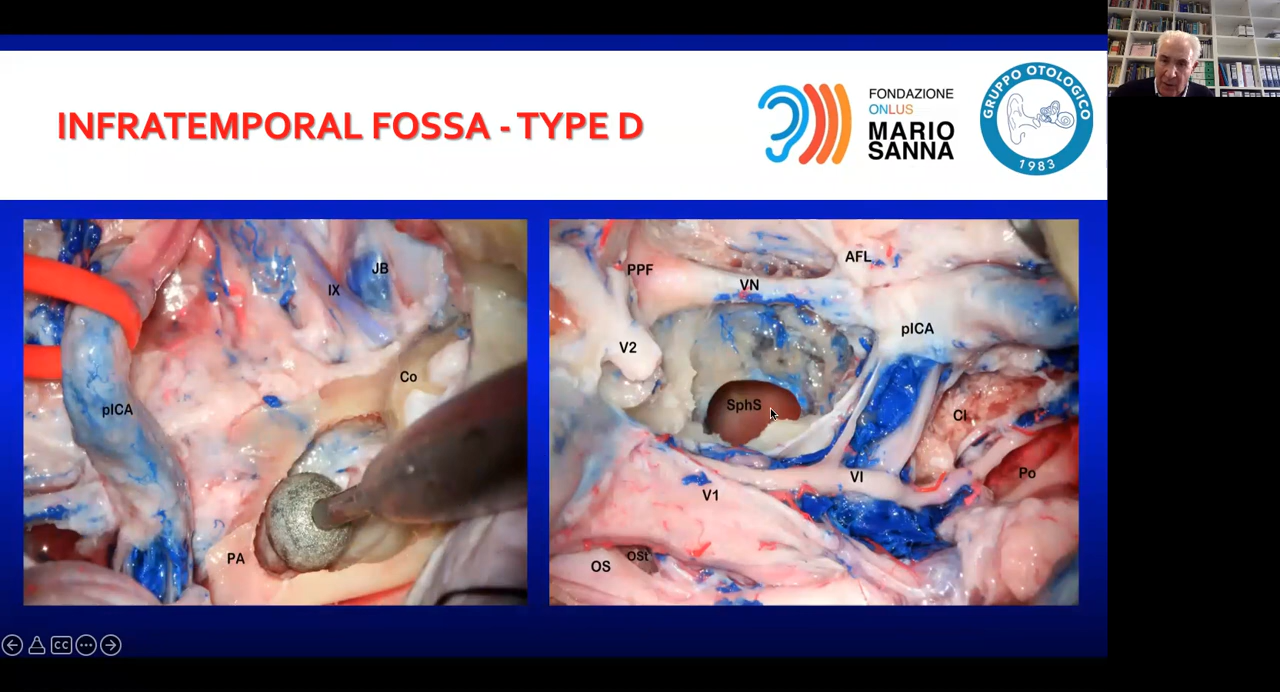 INFRATEMPORAL FOSSA - TYPE D
FONDAZIONE
ONLUS
MARIO
SANNA
GRUPPO OTOLOGICO
1983
JB
IX
Co
pICA
PA
PPF
VN
AFL
V2
pICA
SphS
Cl
VI
Po
V1
OS
OSt
CC